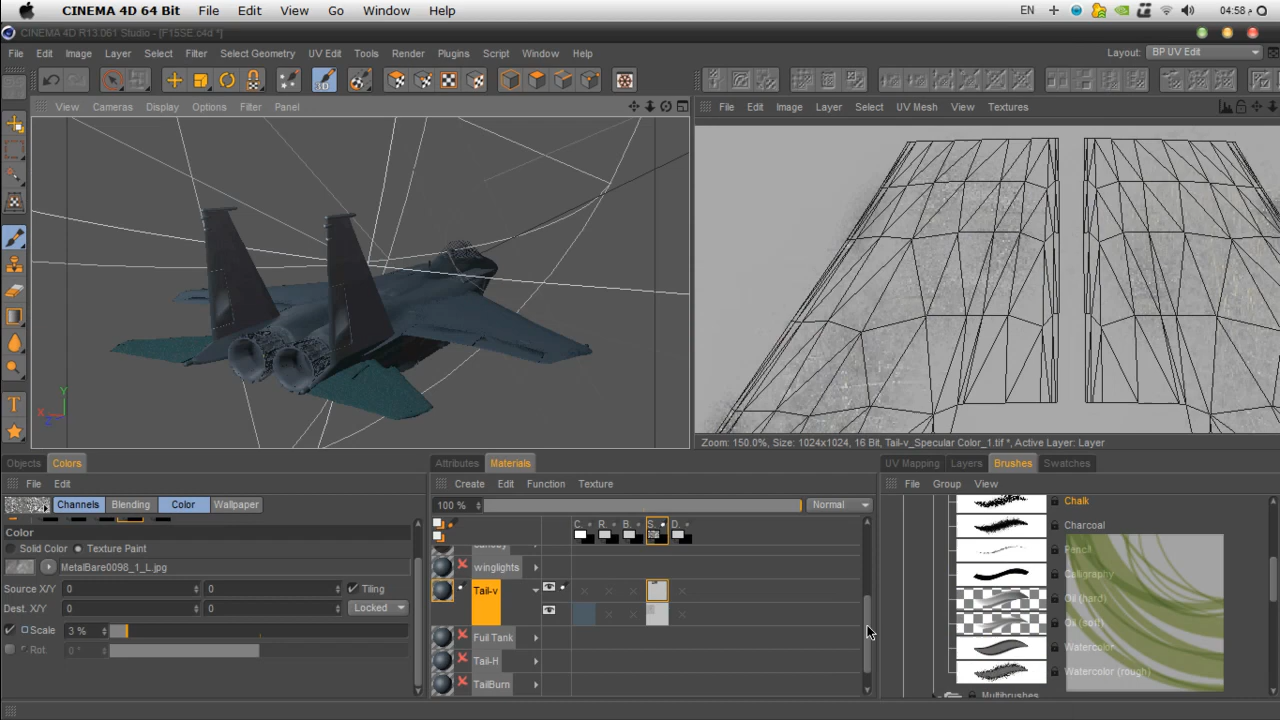 CINEMA 4D 64 Bit File Edit View Go Window Help EN 04:58 م
CINEMA 4D R13.061 Studio - [F15SE.c4d *]
File Edit Image Layer Select Filter Select Geometry UV Edit Tools Render Plugins Script Window Help Layout: BP UV Edit
3D
View Cameras Display Options Filter Panel
File Edit Image Layer Select UV Mesh View Textures
Y
X
Z
T
Zoom: 150.0%, Size: 1024x1024, 16 Bit, Tail-v_Specular Color_1.tif *, Active Layer: Layer
Objects Colors
Attributes Materials
UV Mapping Layers Brushes Swatches
File Edit
Create Edit Function Texture
File Group View
Channels Blending Color Wallpaper
100 % Normal
Chalk
Charcoal
Pencil
Calligraphy
Oil (hard)
Oil (soft)
Watercolor
Watercolor (rough)
Multibrushes
Color
Solid Color Texture Paint
MetalBare0098_1_L.jpg
Source X/Y 0 0 Tiling
Dest. X/Y 0 0 Locked
Scale 3 %
Rot. 0 °
C. R. B. S. D.
winglights
Tail-v
Fuil Tank
Tail-H
TailBurn